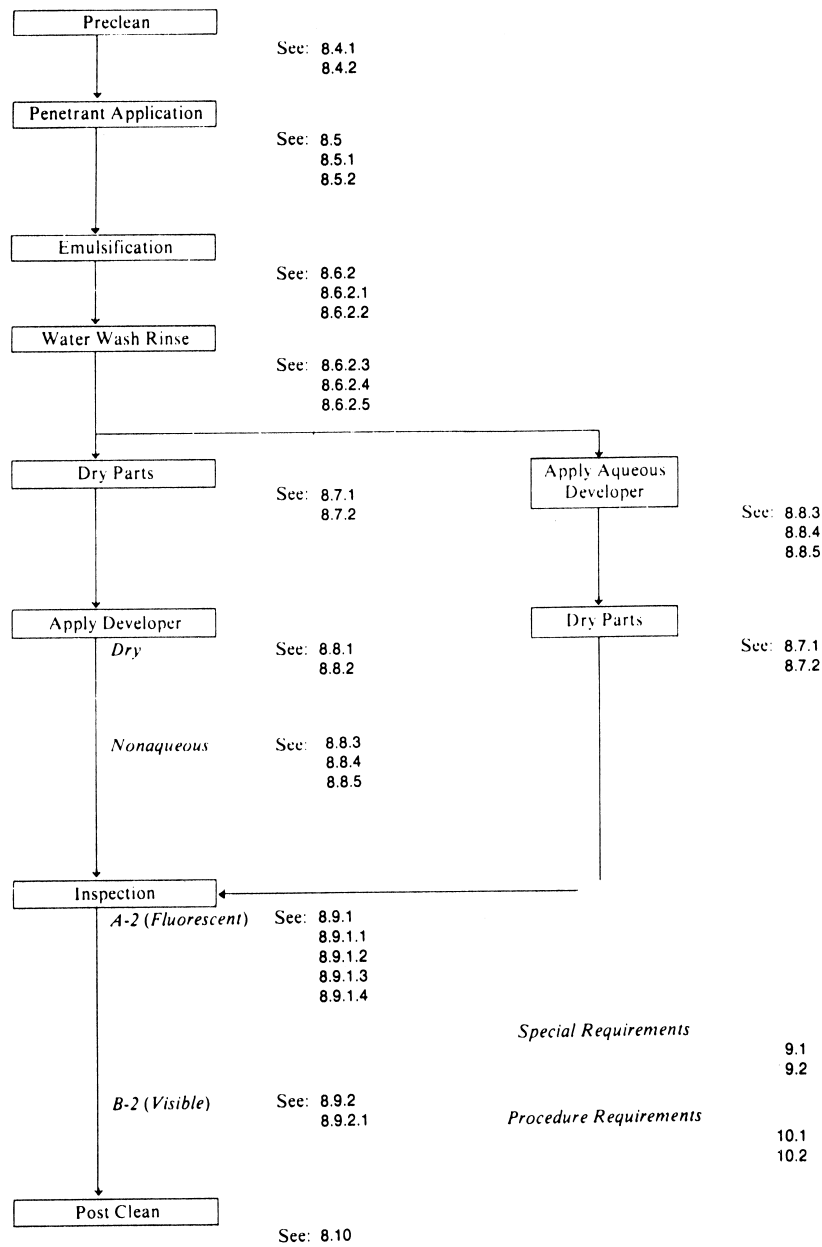 Preclean
See: 8.4.1
8.4.2
Penetrant Application
See: 8.5
8.5.1
8.5.2
Emulsification
See: 8.6.2
8.6.2.1
8.6.2.2
Water Wash Rinse
See: 8.6.2.3
8.6.2.4
8.6.2.5
Dry Parts
See: 8.7.1
8.7.2
Apply Aqueous
Developer
See: 8.8.3
8.8.4
8.8.5
Apply Developer
Dry
See: 8.8.1
8.8.2
Nonaqueous
See: 8.8.3
8.8.4
8.8.5
Dry Parts
See: 8.7.1
8.7.2
Inspection
A-2 (Fluorescent)
See: 8.9.1
8.9.1.1
8.9.1.2
8.9.1.3
8.9.1.4
Special Requirements
9.1
9.2
B-2 (Visible)
See: 8.9.2
8.9.2.1
Procedure Requirements
10.1
10.2
Post Clean
See: 8.10